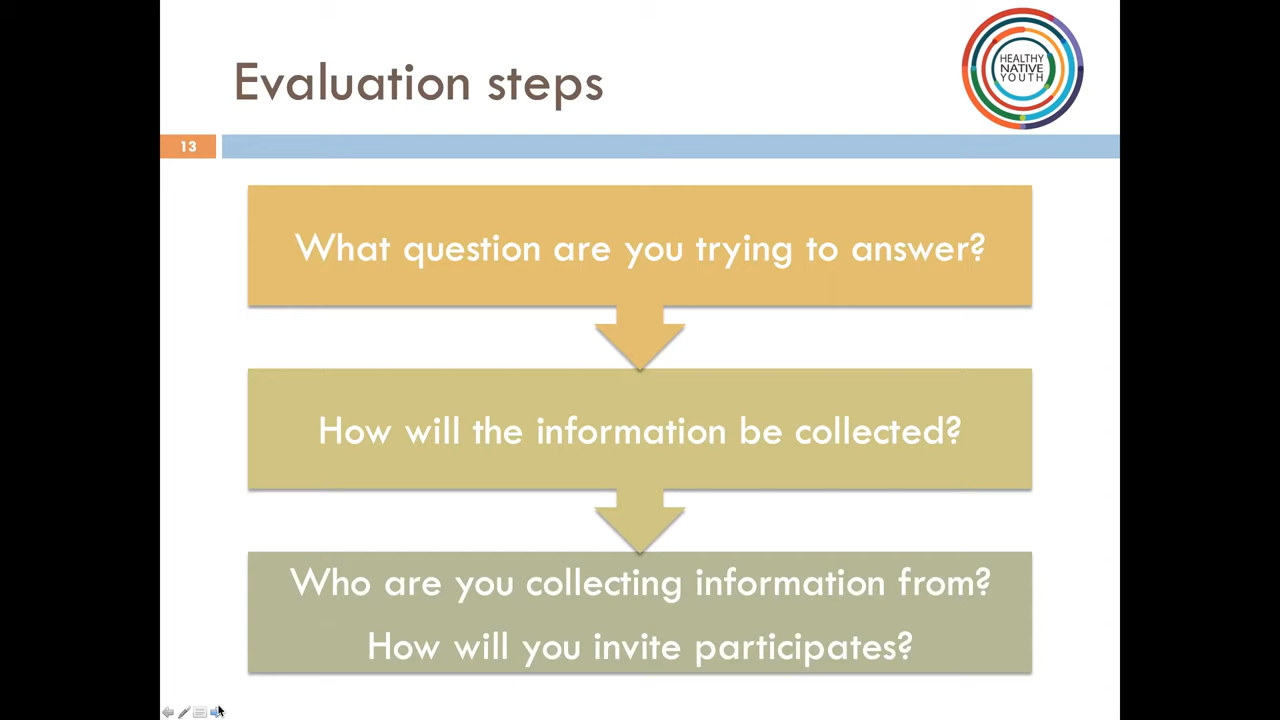 Evaluation steps
HEALTHY
NATIVE
YOUTH
13
What question are you trying to answer?
How will the information be collected?
Who are you collecting information from?
How will you invite participates?